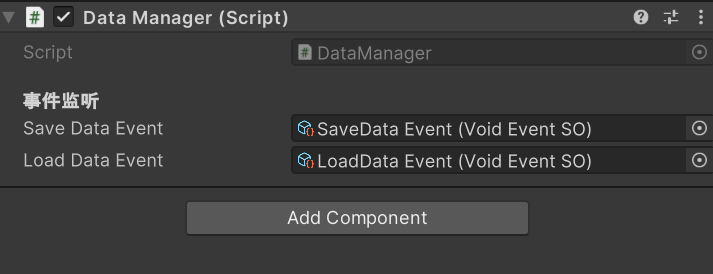 Data Manager (Script)
Script DataManager
事件监听
Save Data Event SaveData Event (Void Event SO)
Load Data Event LoadData Event (Void Event SO)
Add Component